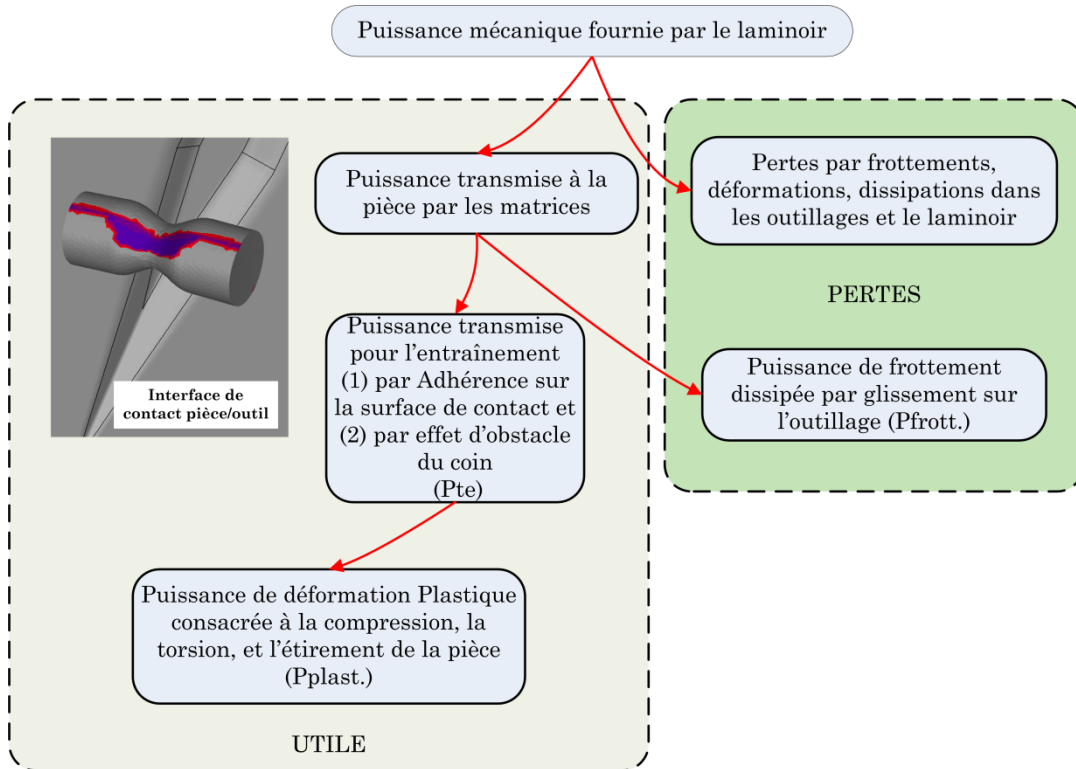 Puissance mécanique fournie par le laminoir
Puissance transmise à la
pièce par les matrices
Pertes par frottements,
déformations, dissipations dans
les outillages et le laminoir
PERTES
Interface de
contact pièce/outil
Puissance transmise
pour l’entraînement
(1) par Adhérence sur
la surface de contact et
(2) par effet d’obstacle
du coin
(Pte)
Puissance de frottement
dissipée par glissement sur
l’outillage (Pfrott.)
Puissance de déformation Plastique
consacrée à la compression, la
torsion, et l’étirement de la pièce
(Pplast.)
UTILE